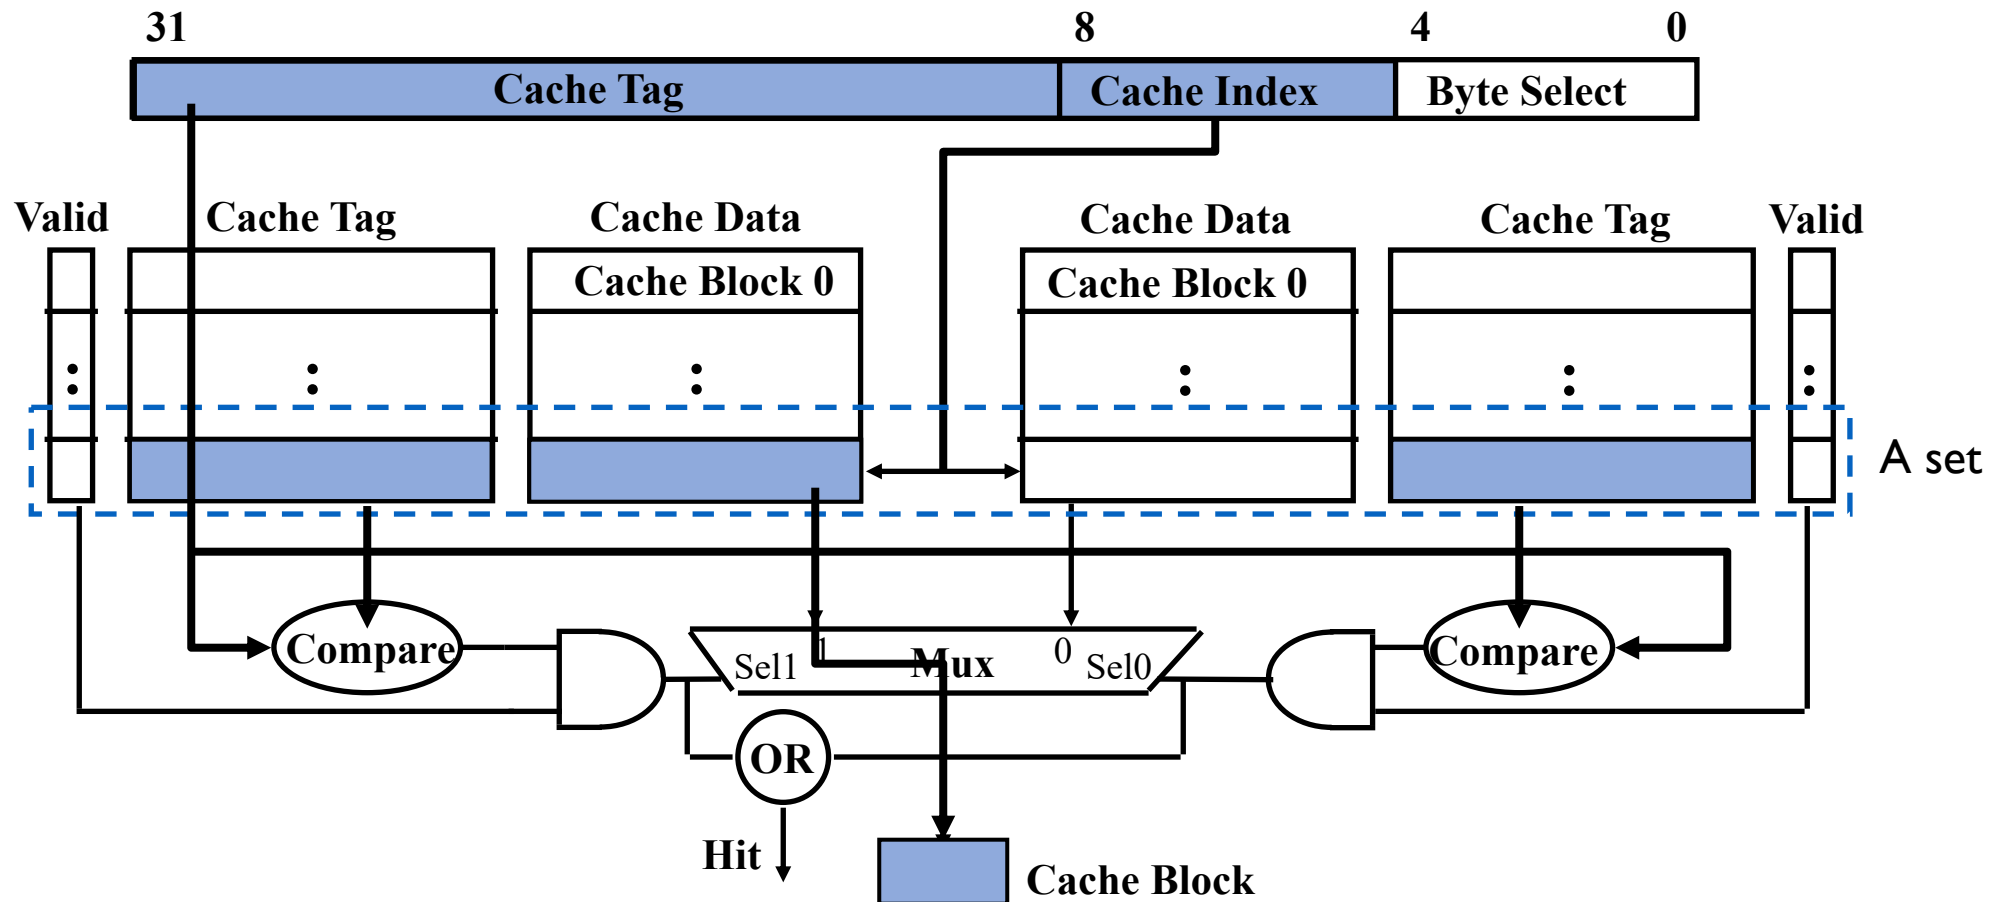 31 8 4 0
Cache Tag Cache Index Byte Select
Valid Cache Tag Cache Data Cache Data Cache Tag Valid
Cache Block 0 Cache Block 0
A set
Compare Sel1 1 Mux 0 Sel0 Compare
OR
Hit
Cache Block